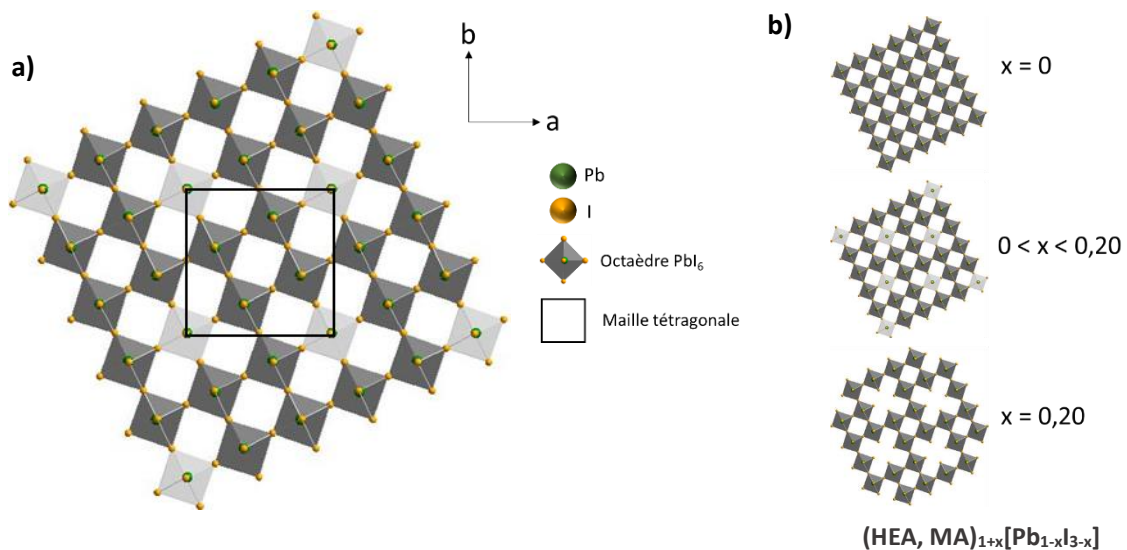 a)
b
a
Pb
I
Octaèdre PbI₆
Maille tétragonale
b)
x = 0
0 < x < 0,20
x = 0,20
(HEA, MA)₁₊ₓ[Pb₁₋ₓI₃₋ₓ]